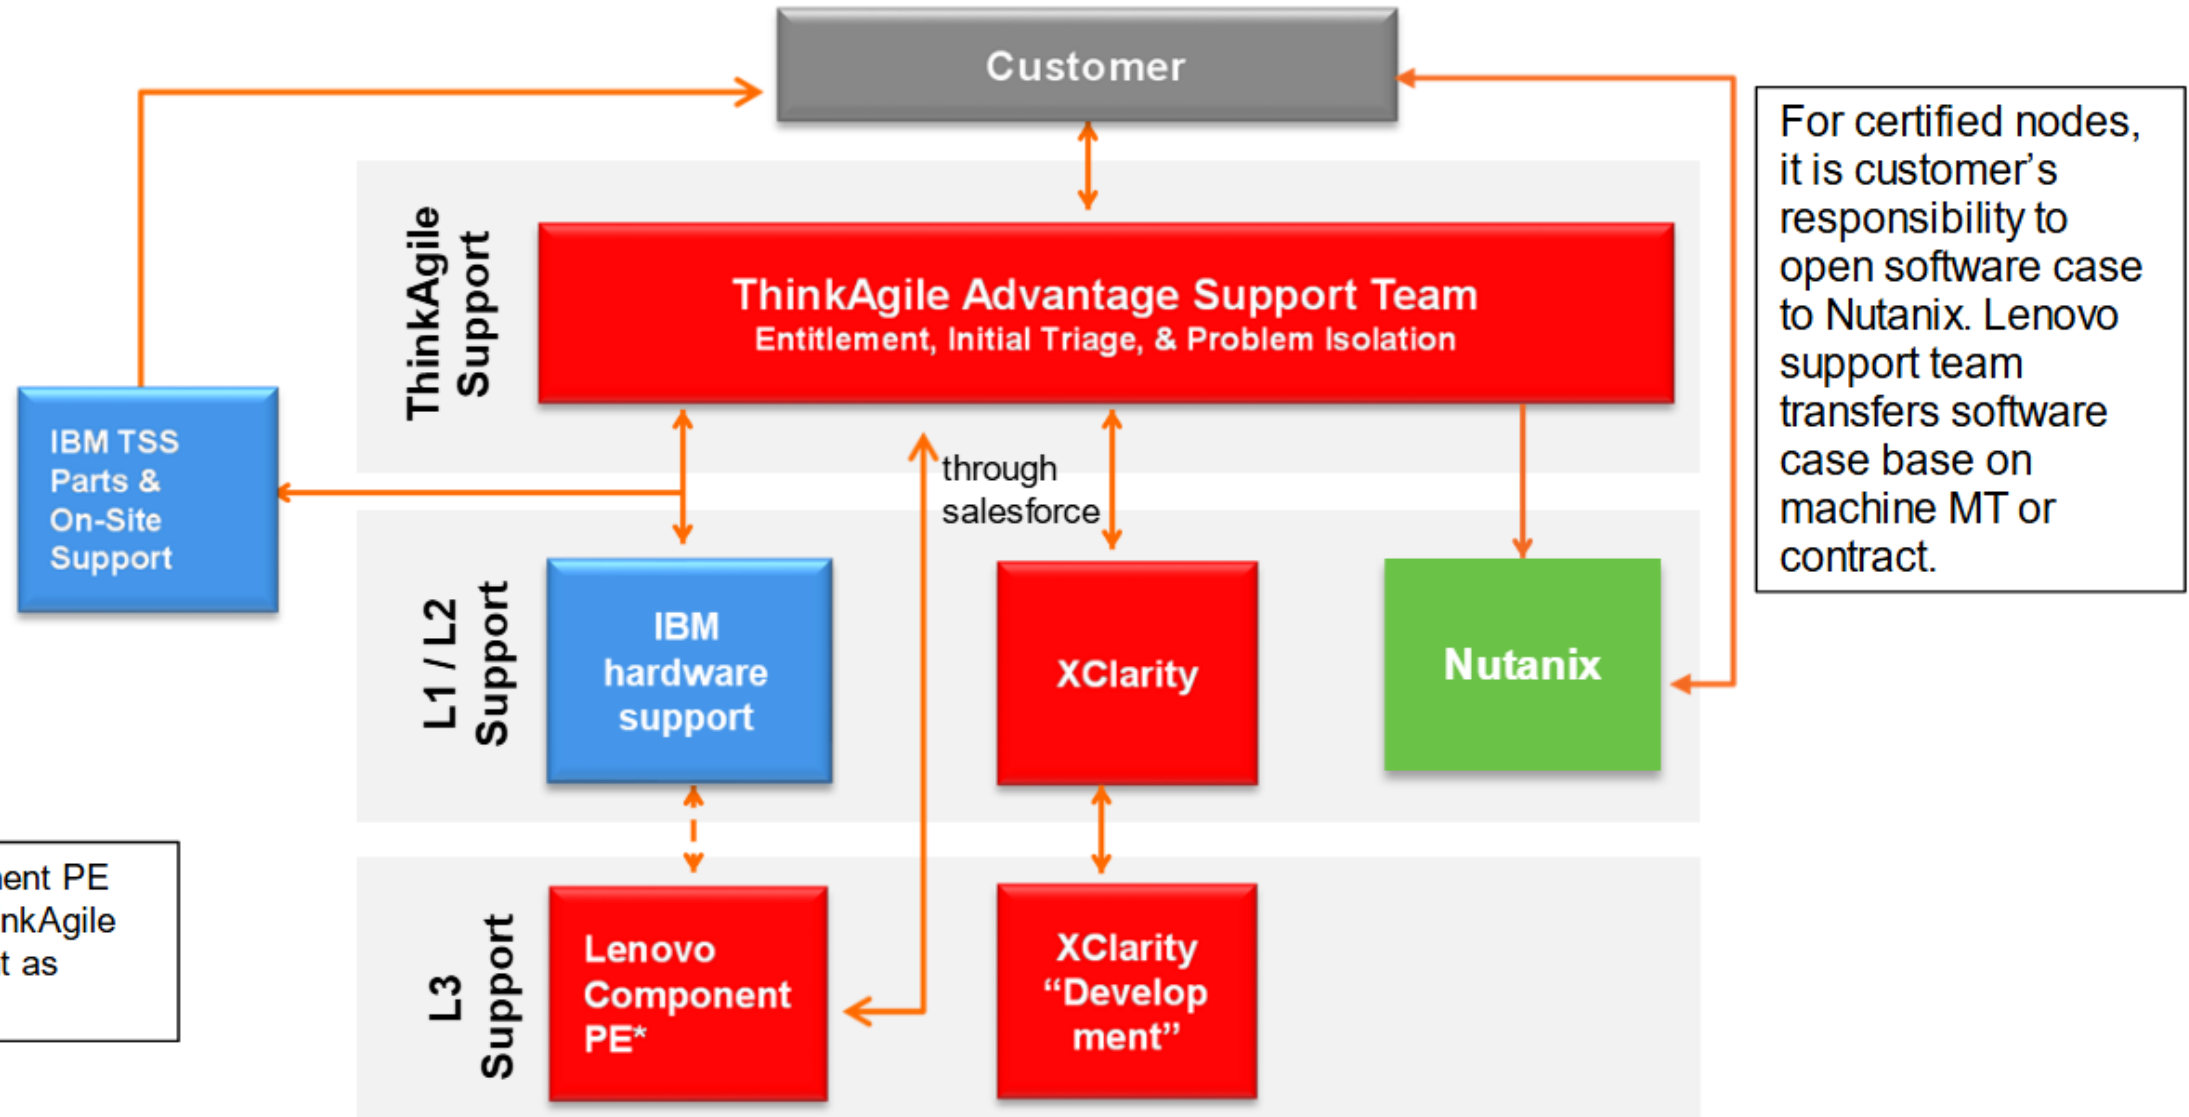 Customer
For certified nodes,
it is customer’s
responsibility to
open software case
to Nutanix. Lenovo
support team
transfers software
case base on
machine MT or
contract.
ThinkAgile
Support
ThinkAgile Advantage Support Team
Entitlement, Initial Triage, & Problem Isolation
IBM TSS
Parts &
On-Site
Support
through
salesforce
L1 / L2
Support
IBM
hardware
support
XClarity
Nutanix
PE
t as
L3
Support
Lenovo
Component
PE*
XClarity
“Develop
ment”